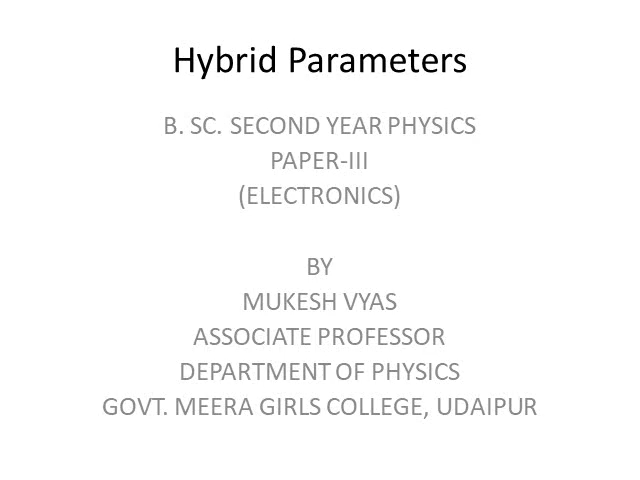 Hybrid Parameters
B. SC. SECOND YEAR PHYSICS
PAPER-III
(ELECTRONICS)
BY
MUKESH VYAS
ASSOCIATE PROFESSOR
DEPARTMENT OF PHYSICS
GOVT. MEERA GIRLS COLLEGE, UDAIPUR